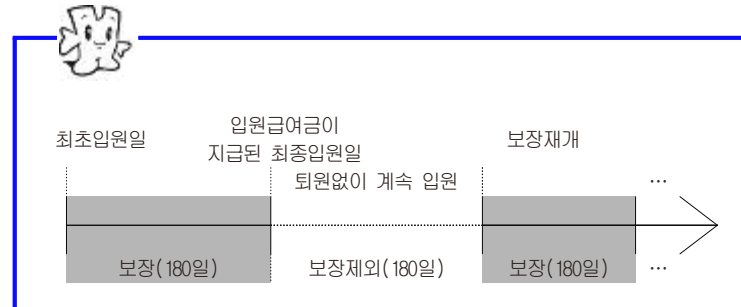 최초입원일
입원급여금이
지급된 최종입원일
보장재개
퇴원없이 계속 입원
…
보장(180일)
보장제외(180일)
보장(180일)
…